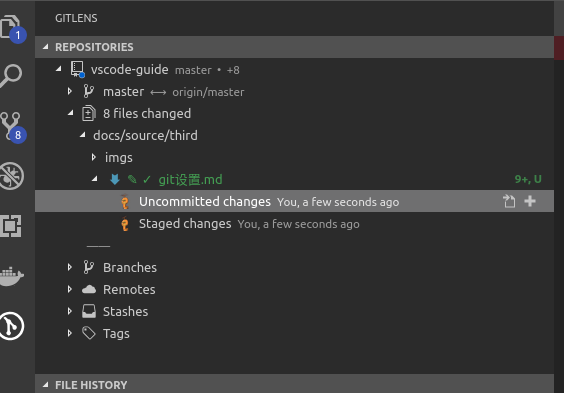 GITLENS
REPOSITORIES
vscode-guide master • +8
master ⟷ origin/master
8 files changed
docs/source/third
imgs
git设置.md 9+, U
Uncommitted changes You, a few seconds ago
Staged changes You, a few seconds ago
Branches
Remotes
Stashes
Tags
FILE HISTORY
1
8